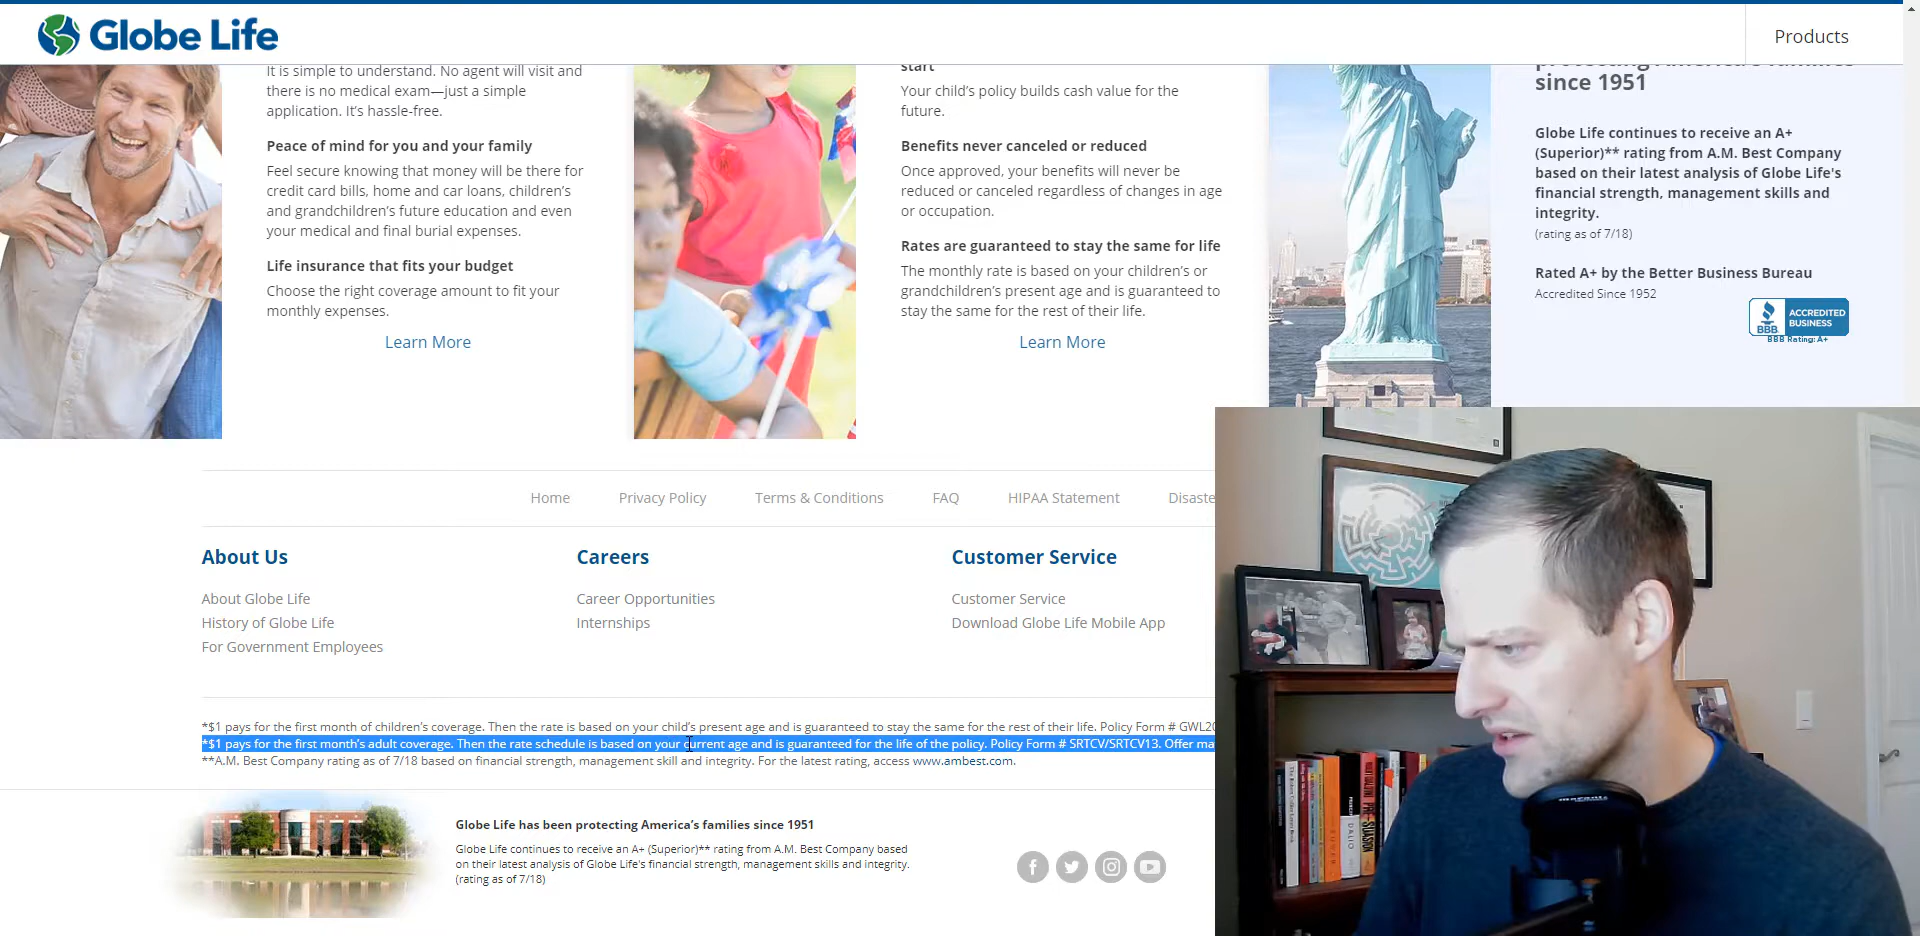 Globe Life
Products
It is simple to understand. No agent will visit and
there is no medical exam—just a simple
application. It's hassle-free.
Peace of mind for you and your family
Feel secure knowing that money will be there for
credit card bills, home and car loans, children's
and grandchildren's future education and even
your medical and final burial expenses.
Life insurance that fits your budget
Choose the right coverage amount to fit your
monthly expenses.
Learn More
start
Your child's policy builds cash value for the
future.
Benefits never canceled or reduced
Once approved, your benefits will never be
reduced or canceled regardless of changes in age
or occupation.
Rates are guaranteed to stay the same for life
The monthly rate is based on your children's or
grandchildren's present age and is guaranteed to
stay the same for the rest of their life.
Learn More
protecting America's families
since 1951
Globe Life continues to receive an A+
(Superior)** rating from A.M. Best Company
based on their latest analysis of Globe Life's
financial strength, management skills and
integrity.
(rating as of 7/18)
Rated A+ by the Better Business Bureau
Accredited Since 1952
BBB
ACCREDITED
BUSINESS
BBB Rating: A+
Home
Privacy Policy
Terms & Conditions
FAQ
HIPAA Statement
Disaste
About Us
About Globe Life
History of Globe Life
For Government Employees
Careers
Career Opportunities
Internships
Customer Service
Customer Service
Download Globe Life Mobile App
*$1 pays for the first month of children's coverage. Then the rate is based on your child's present age and is guaranteed to stay the same for the rest of their life. Policy Form # GWL20
*$1 pays for the first month's adult coverage. Then the rate schedule is based on your current age and is guaranteed for the life of the policy. Policy Form # SRTCV/SRTCV13. Offer ma
**A.M. Best Company rating as of 7/18 based on financial strength, management skill and integrity. For the latest rating, access www.ambest.com.
Globe Life has been protecting America's families since 1951
Globe Life continues to receive an A+ (Superior)** rating from A.M. Best Company based
on their latest analysis of Globe Life's financial strength, management skills and integrity.
(rating as of 7/18)
marantz
DALIO
PRE-SUASION